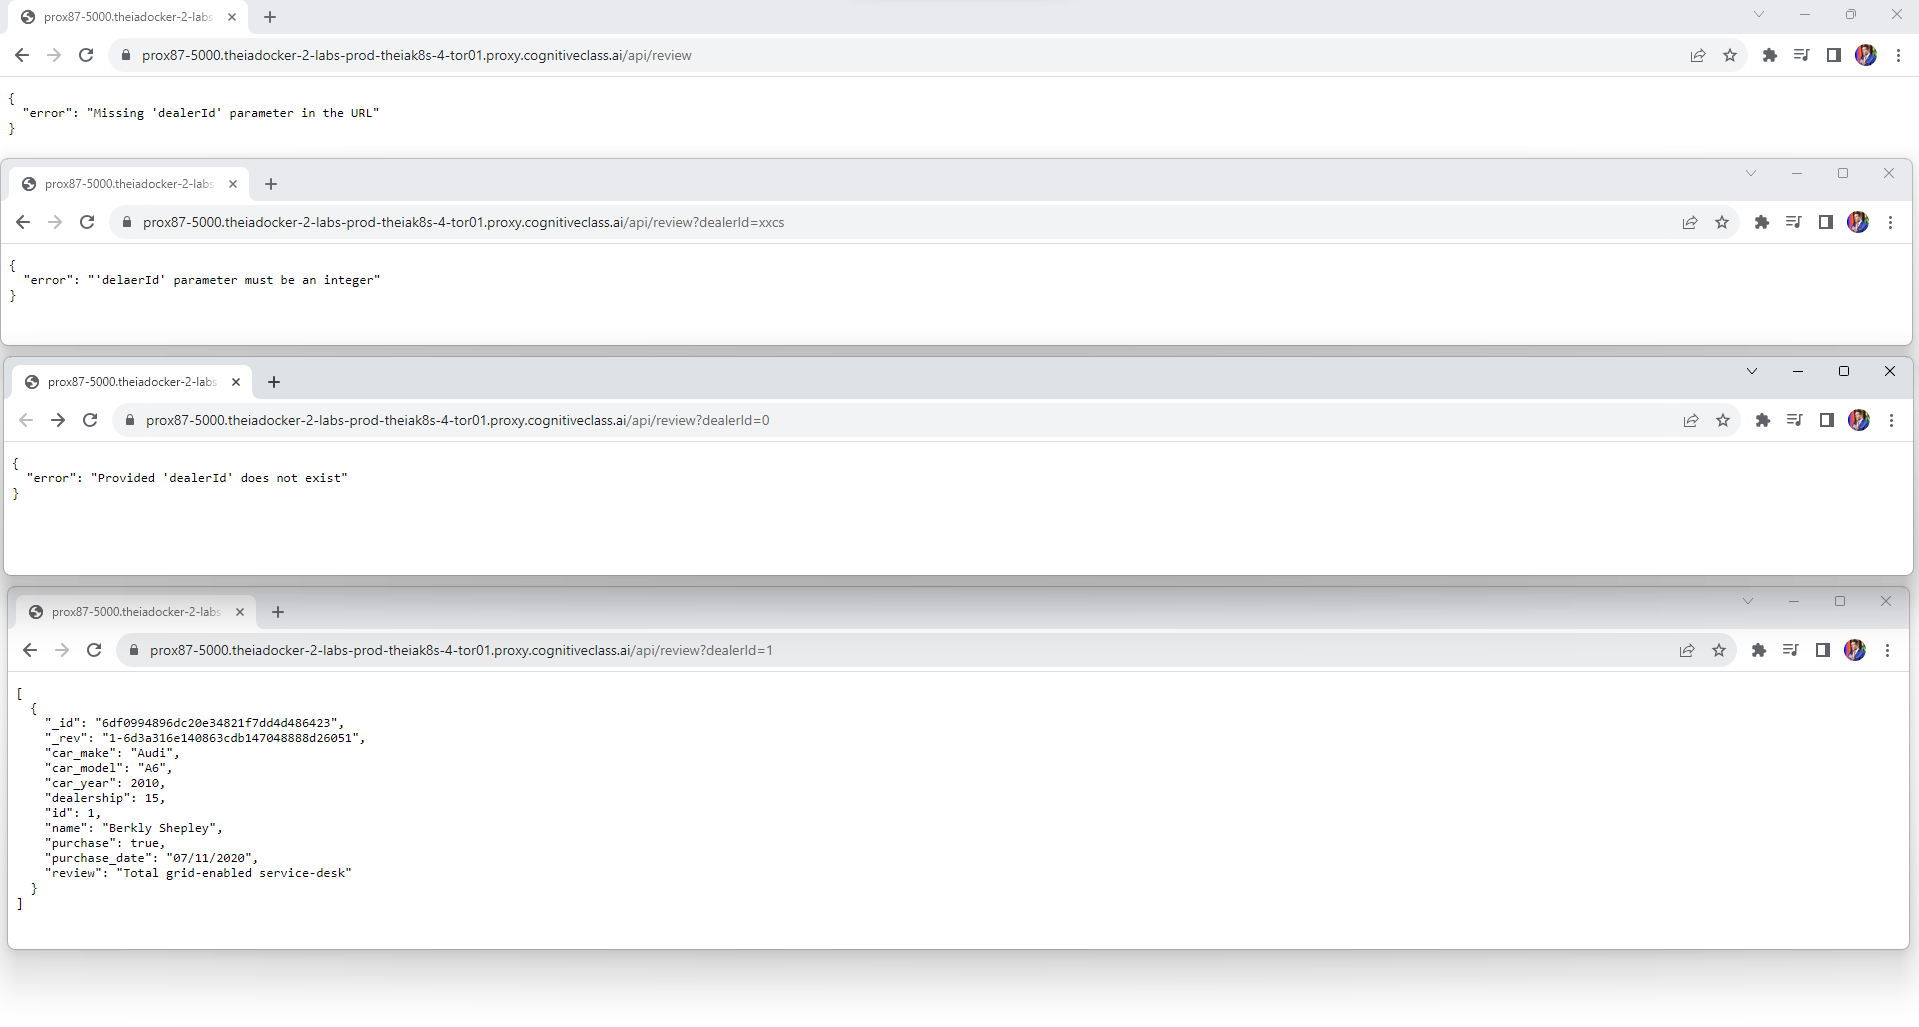 prox87-5000.theiadocker-2-labs
prox87-5000.theiadocker-2-labs-prod-theiak8s-4-tor01.proxy.cognitiveclass.ai/api/review
{
"error": "Missing 'dealerId' parameter in the URL"
}
prox87-5000.theiadocker-2-labs
prox87-5000.theiadocker-2-labs-prod-theiak8s-4-tor01.proxy.cognitiveclass.ai/api/review?dealerId=xxcs
{
"error": "'delaerId' parameter must be an integer"
}
prox87-5000.theiadocker-2-labs
prox87-5000.theiadocker-2-labs-prod-theiak8s-4-tor01.proxy.cognitiveclass.ai/api/review?dealerId=0
{
"error": "Provided 'dealerId' does not exist"
}
prox87-5000.theiadocker-2-labs
prox87-5000.theiadocker-2-labs-prod-theiak8s-4-tor01.proxy.cognitiveclass.ai/api/review?dealerId=1
[
{
"_id": "6df0994896dc20e34821f7dd4d486423",
"_rev": "1-6d3a316e140863cdb147048888d26051",
"car_make": "Audi",
"car_model": "A6",
"car_year": 2010,
"dealership": 15,
"id": 1,
"name": "Berkly Shepley",
"purchase": true,
"purchase_date": "07/11/2020",
"review": "Total grid-enabled service-desk"
}
]